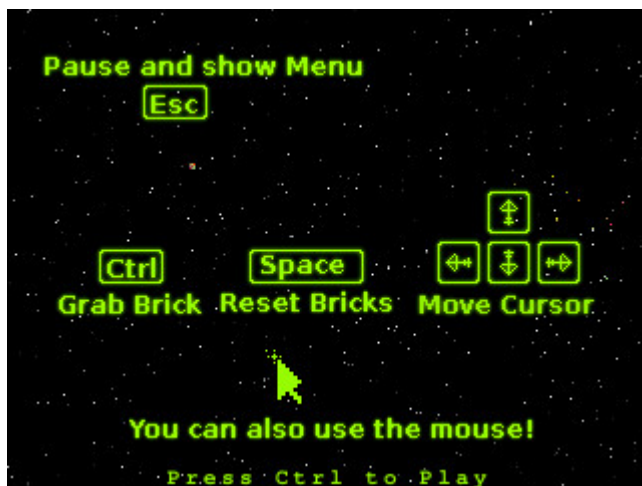 Pause and show Menu
Esc
Ctrl Space
Grab Brick Reset Bricks Move Cursor
You can also use the mouse!
Press Ctrl to Play